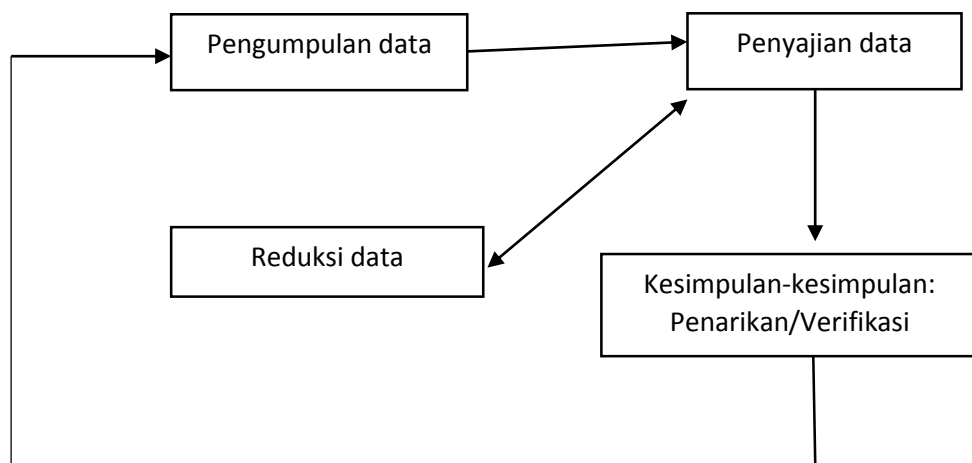 Pengumpulan data
Penyajian data
Reduksi data
Kesimpulan-kesimpulan:
Penarikan/Verifikasi